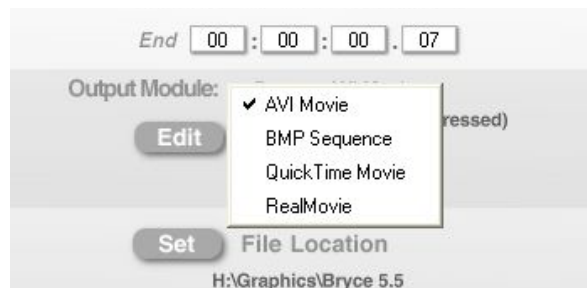 End 00 : 00 : 00 . 07
Output Module:
✔ AVI Movie
ressed)
Edit
BMP Sequence
QuickTime Movie
RealMovie
Set File Location
H:\Graphics\Bryce 5.5